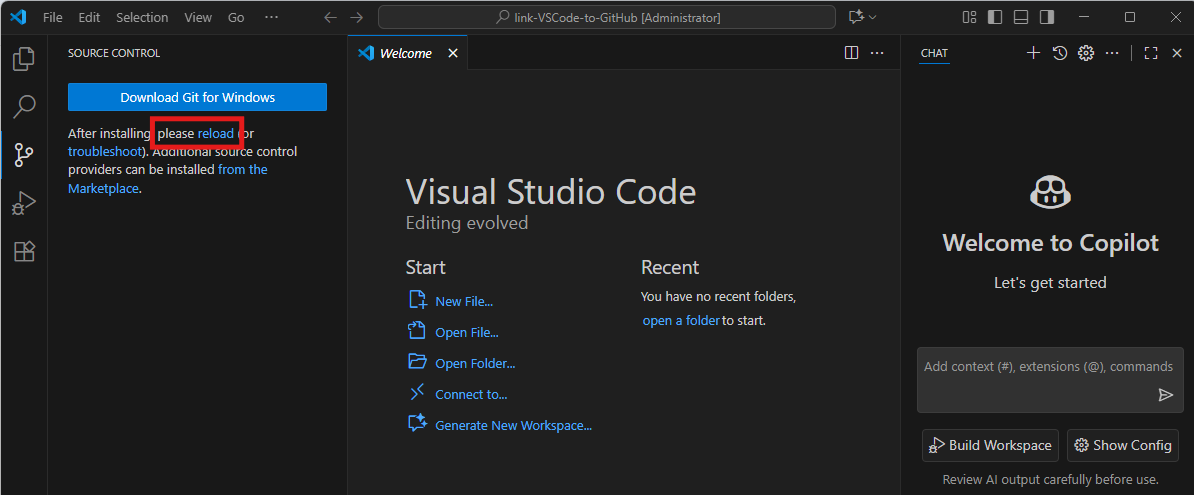 File Edit Selection View Go ··· link-VSCode-to-GitHub [Administrator]
SOURCE CONTROL
Download Git for Windows
After installing, please reload (or
troubleshoot). Additional source control
providers can be installed from the
Marketplace.
Welcome
Visual Studio Code
Editing evolved
Start
New File...
Open File...
Open Folder...
Connect to...
Generate New Workspace...
Recent
You have no recent folders,
open a folder to start.
CHAT
Welcome to Copilot
Let's get started
Add context (#), extensions (@), commands
Build Workspace
Show Config
Review AI output carefully before use.